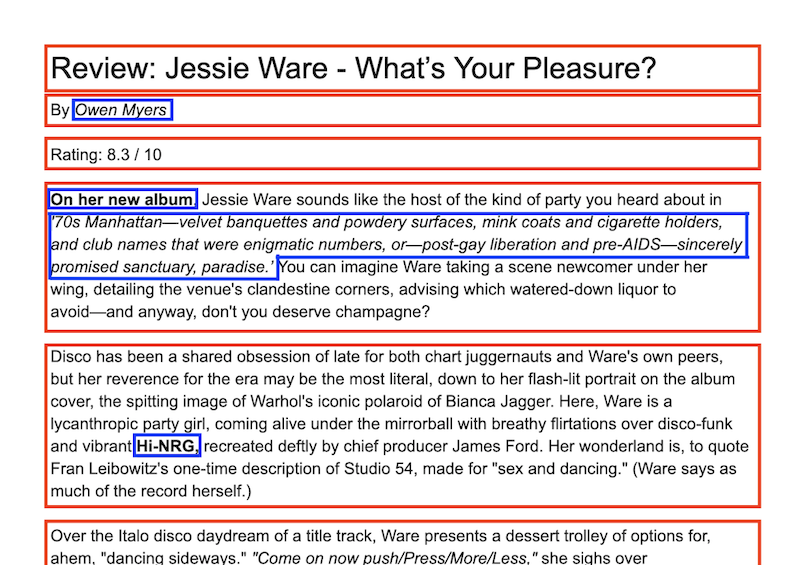 Review: Jessie Ware - What’s Your Pleasure?
By Owen Myers
Rating: 8.3 / 10
On her new album, Jessie Ware sounds like the host of the kind of party you heard about in
'70s Manhattan—velvet banquettes and powdery surfaces, mink coats and cigarette holders,
and club names that were enigmatic numbers, or—post-gay liberation and pre-AIDS—sincerely
promised sanctuary, paradise.' You can imagine Ware taking a scene newcomer under her
wing, detailing the venue's clandestine corners, advising which watered-down liquor to
avoid—and anyway, don't you deserve champagne?
Disco has been a shared obsession of late for both chart juggernauts and Ware's own peers,
but her reverence for the era may be the most literal, down to her flash-lit portrait on the album
cover, the spitting image of Warhol's iconic polaroid of Bianca Jagger. Here, Ware is a
lycanthropic party girl, coming alive under the mirrorball with breathy flirtations over disco-funk
and vibrant Hi-NRG, recreated deftly by chief producer James Ford. Her wonderland is, to quote
Fran Leibowitz's one-time description of Studio 54, made for "sex and dancing." (Ware says as
much of the record herself.)
Over the Italo disco daydream of a title track, Ware presents a dessert trolley of options for,
ahem, "dancing sideways." "Come on now push/Press/More/Less," she sighs over